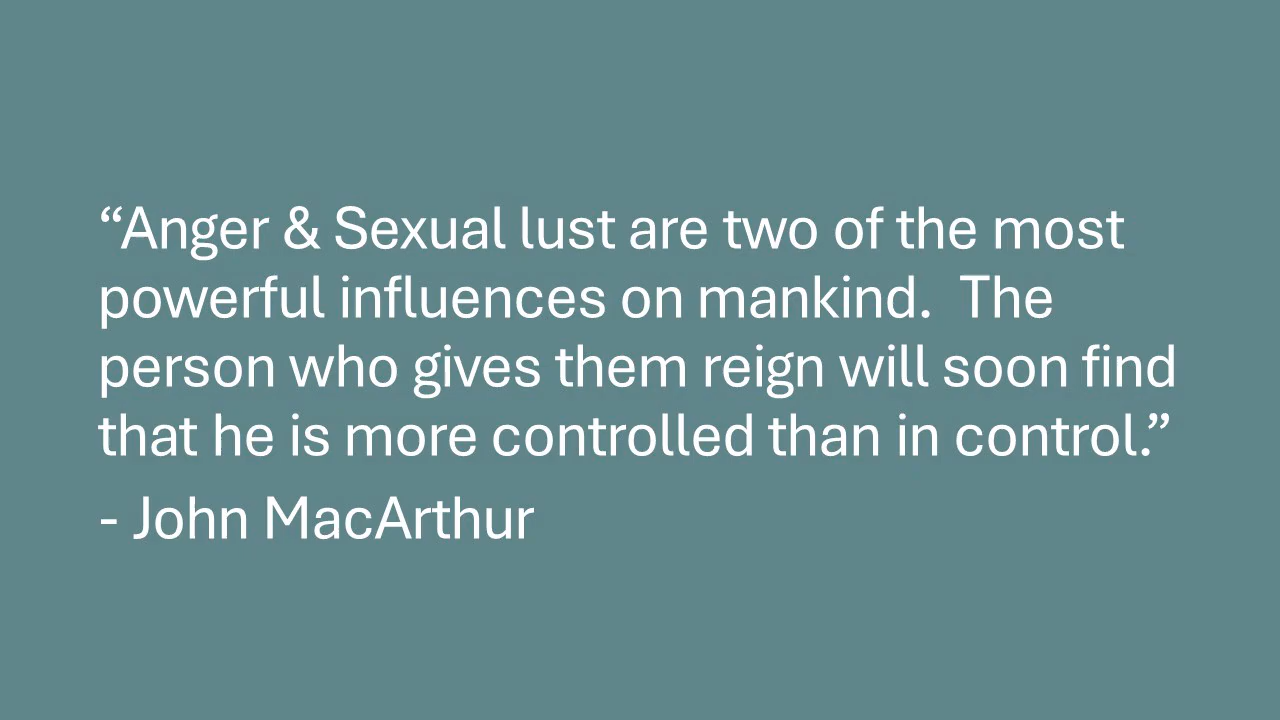 “Anger & Sexual lust are two of the most
powerful influences on mankind.  The
person who gives them reign will soon find
that he is more controlled than in control.”
- John MacArthur